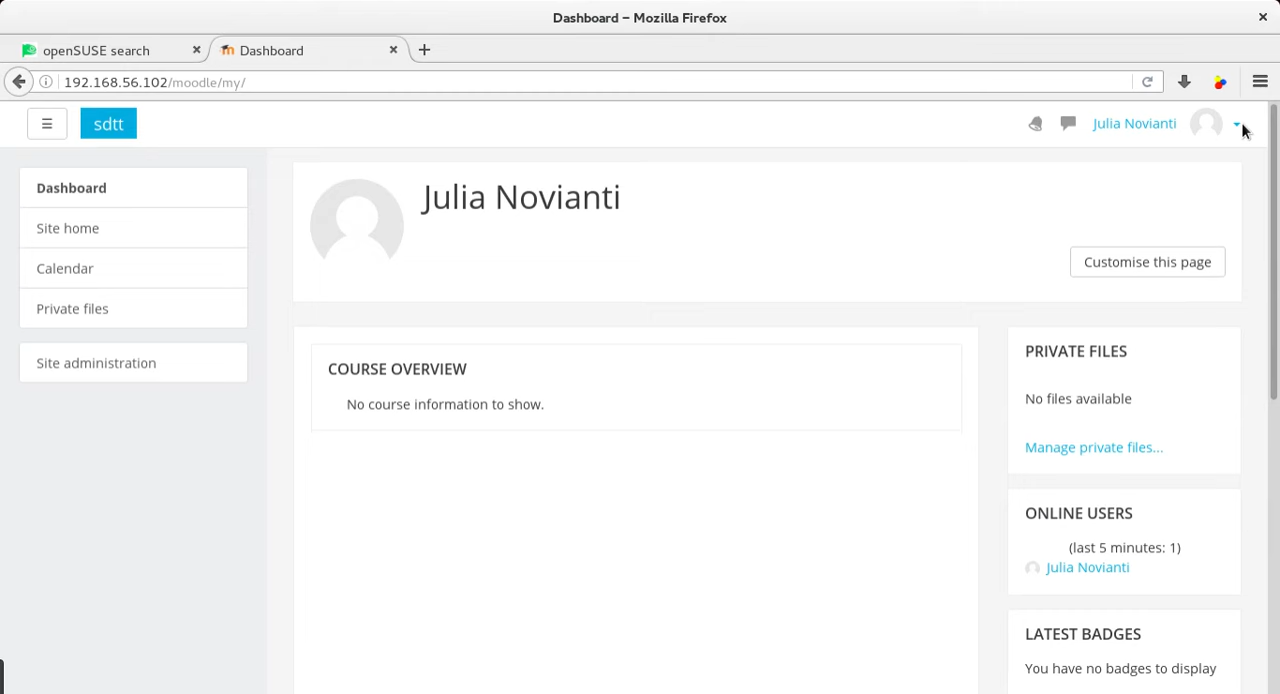 Dashboard – Mozilla Firefox
openSUSE search
Dashboard
192.168.56.102/moodle/my/
sdtt
Julia Novianti
Dashboard
Site home
Calendar
Private files
Site administration
Julia Novianti
Customise this page
COURSE OVERVIEW
No course information to show.
PRIVATE FILES
No files available
Manage private files...
ONLINE USERS
(last 5 minutes: 1)
Julia Novianti
LATEST BADGES
You have no badges to display